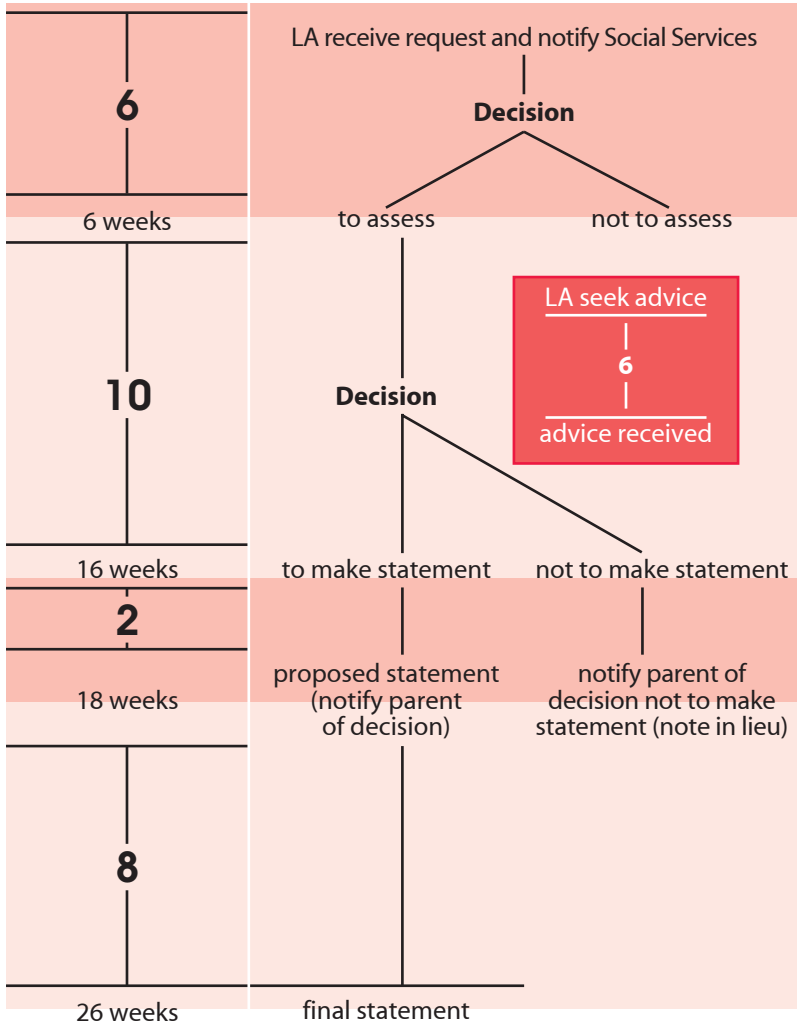 LA receive request and notify Social Services
6
Decision
6 weeks
to assess
not to assess
LA seek advice
6
advice received
10
Decision
16 weeks
to make statement
not to make statement
2
18 weeks
proposed statement
(notify parent
of decision)
notify parent of
decision not to make
statement (note in lieu)
8
26 weeks
final statement